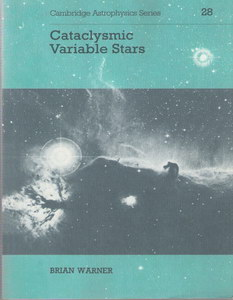 Cambridge Astrophysics Series
28
Cataclysmic
Variable Stars
BRIAN WARNER